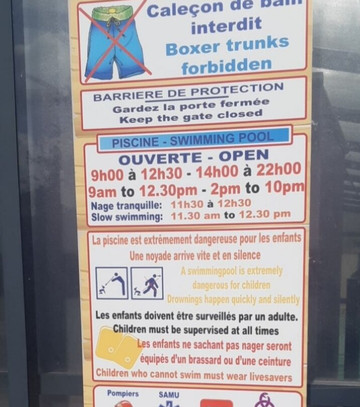 Caleçon de bain
interdit
Boxer trunks
forbidden
BARRIERE DE PROTECTION
Gardez la porte fermée
Keep the gate closed
PISCINE - SWIMMING POOL
OUVERTE - OPEN
9h00 à 12h30 - 14h00 à 22h00
9am to 12.30pm - 2pm to 10pm
Nage tranquille: 11h30 à 12h30
Slow swimming: 11.30 am to 12.30 pm
La piscine est extrèmement dangereuse pour les enfants
Une noyade arrive vite et en silence
A swimmingpool is extremely
dangerous for children
Drownings happen quickly and silently
Les enfants doivent être surveillés par un adulte.
Children must be supervised at all times
Les enfants ne sachant pas nager seront
équipés d'un brassard ou d'une ceinture
Children who cannot swim must wear livesavers
Pompiers SAMU